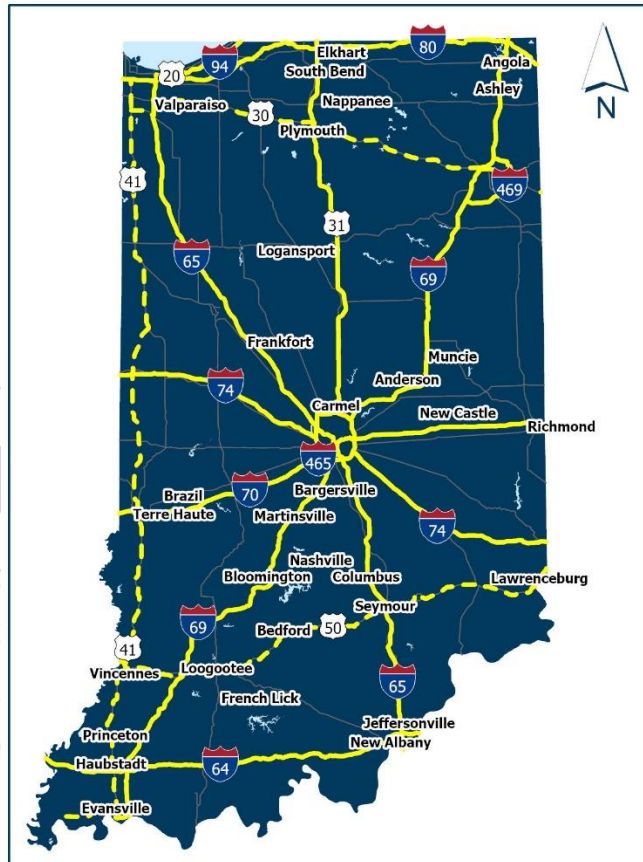 Elkhart
80
Angola
94
20
South Bend
Ashley
Valparaiso
Nappanee
30
Plymouth
N
41
469
31
Logansport
65
69
Frankfort
Muncie
74
Anderson
Carmel
New Castle
Richmond
465
70
Bargersville
Brazil
Terre Haute
Martinsville
74
Nashville
Bloomington
Columbus
Lawrenceburg
Seymour
69
50
Bedford
41
Vincennes
Loogootee
65
French Lick
Jeffersonville
Princeton
New Albany
Haubstadt
64
Evansville